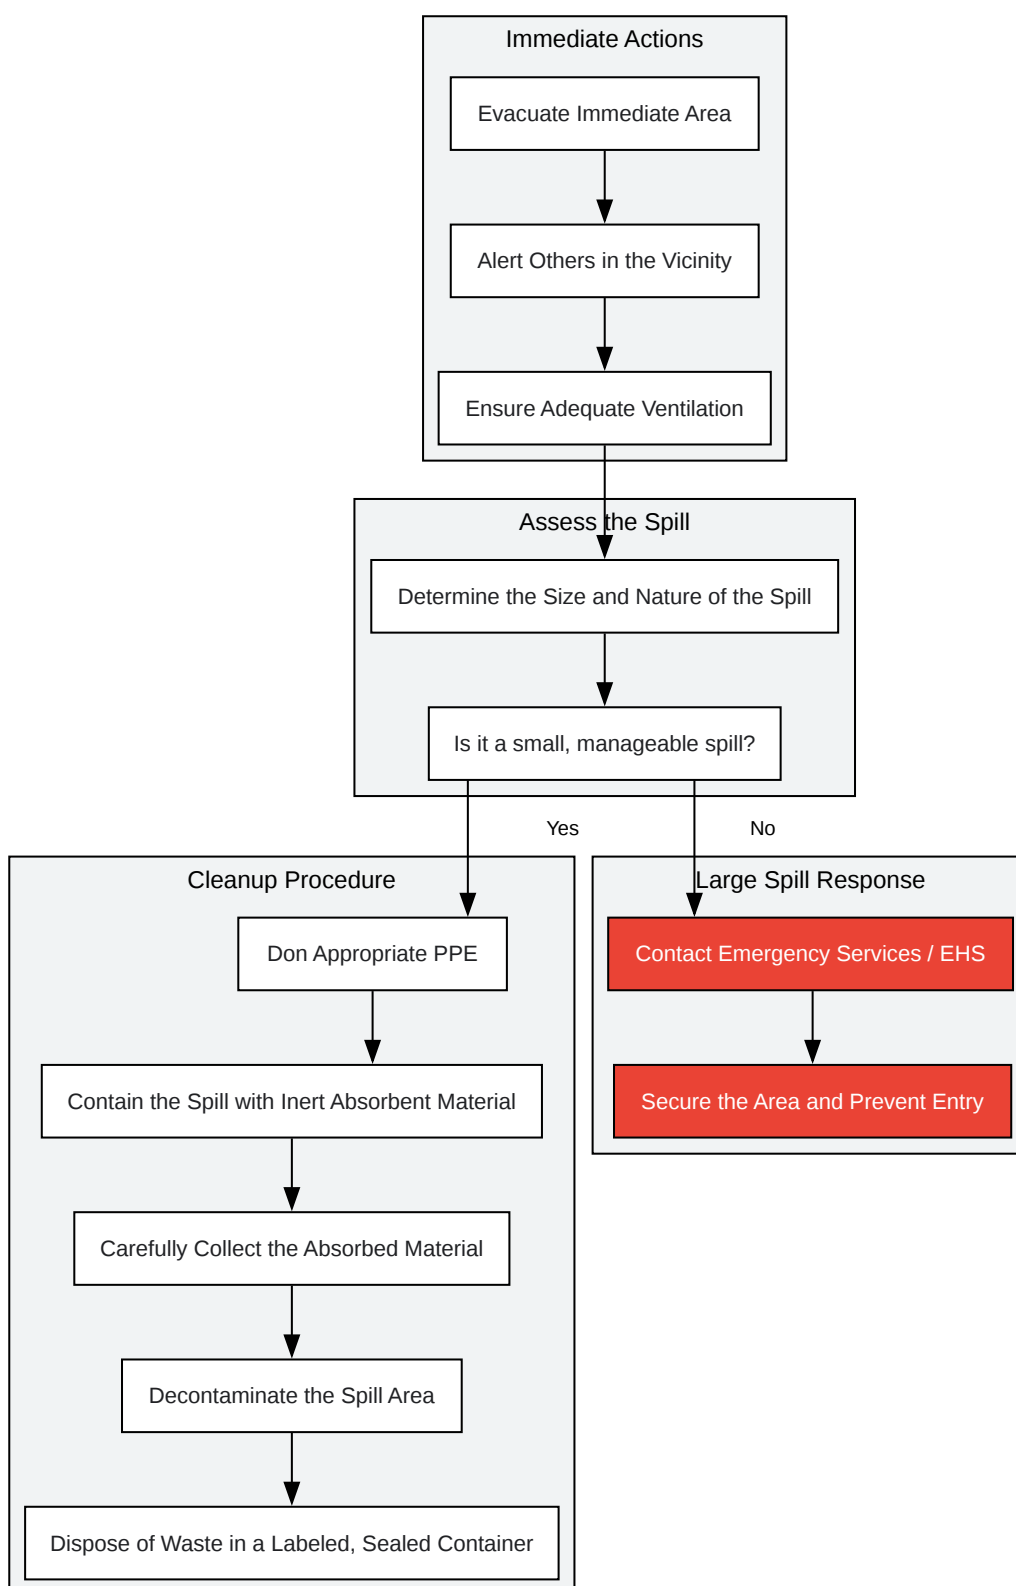 Immediate Actions
Evacuate Immediate Area
Alert Others in the Vicinity
Ensure Adequate Ventilation
Assess the Spill
Determine the Size and Nature of the Spill
Is it a small, manageable spill?
Yes
No
Cleanup Procedure
Don Appropriate PPE
Contain the Spill with Inert Absorbent Material
Carefully Collect the Absorbed Material
Decontaminate the Spill Area
Dispose of Waste in a Labeled, Sealed Container
Large Spill Response
Contact Emergency Services / EHS
Secure the Area and Prevent Entry